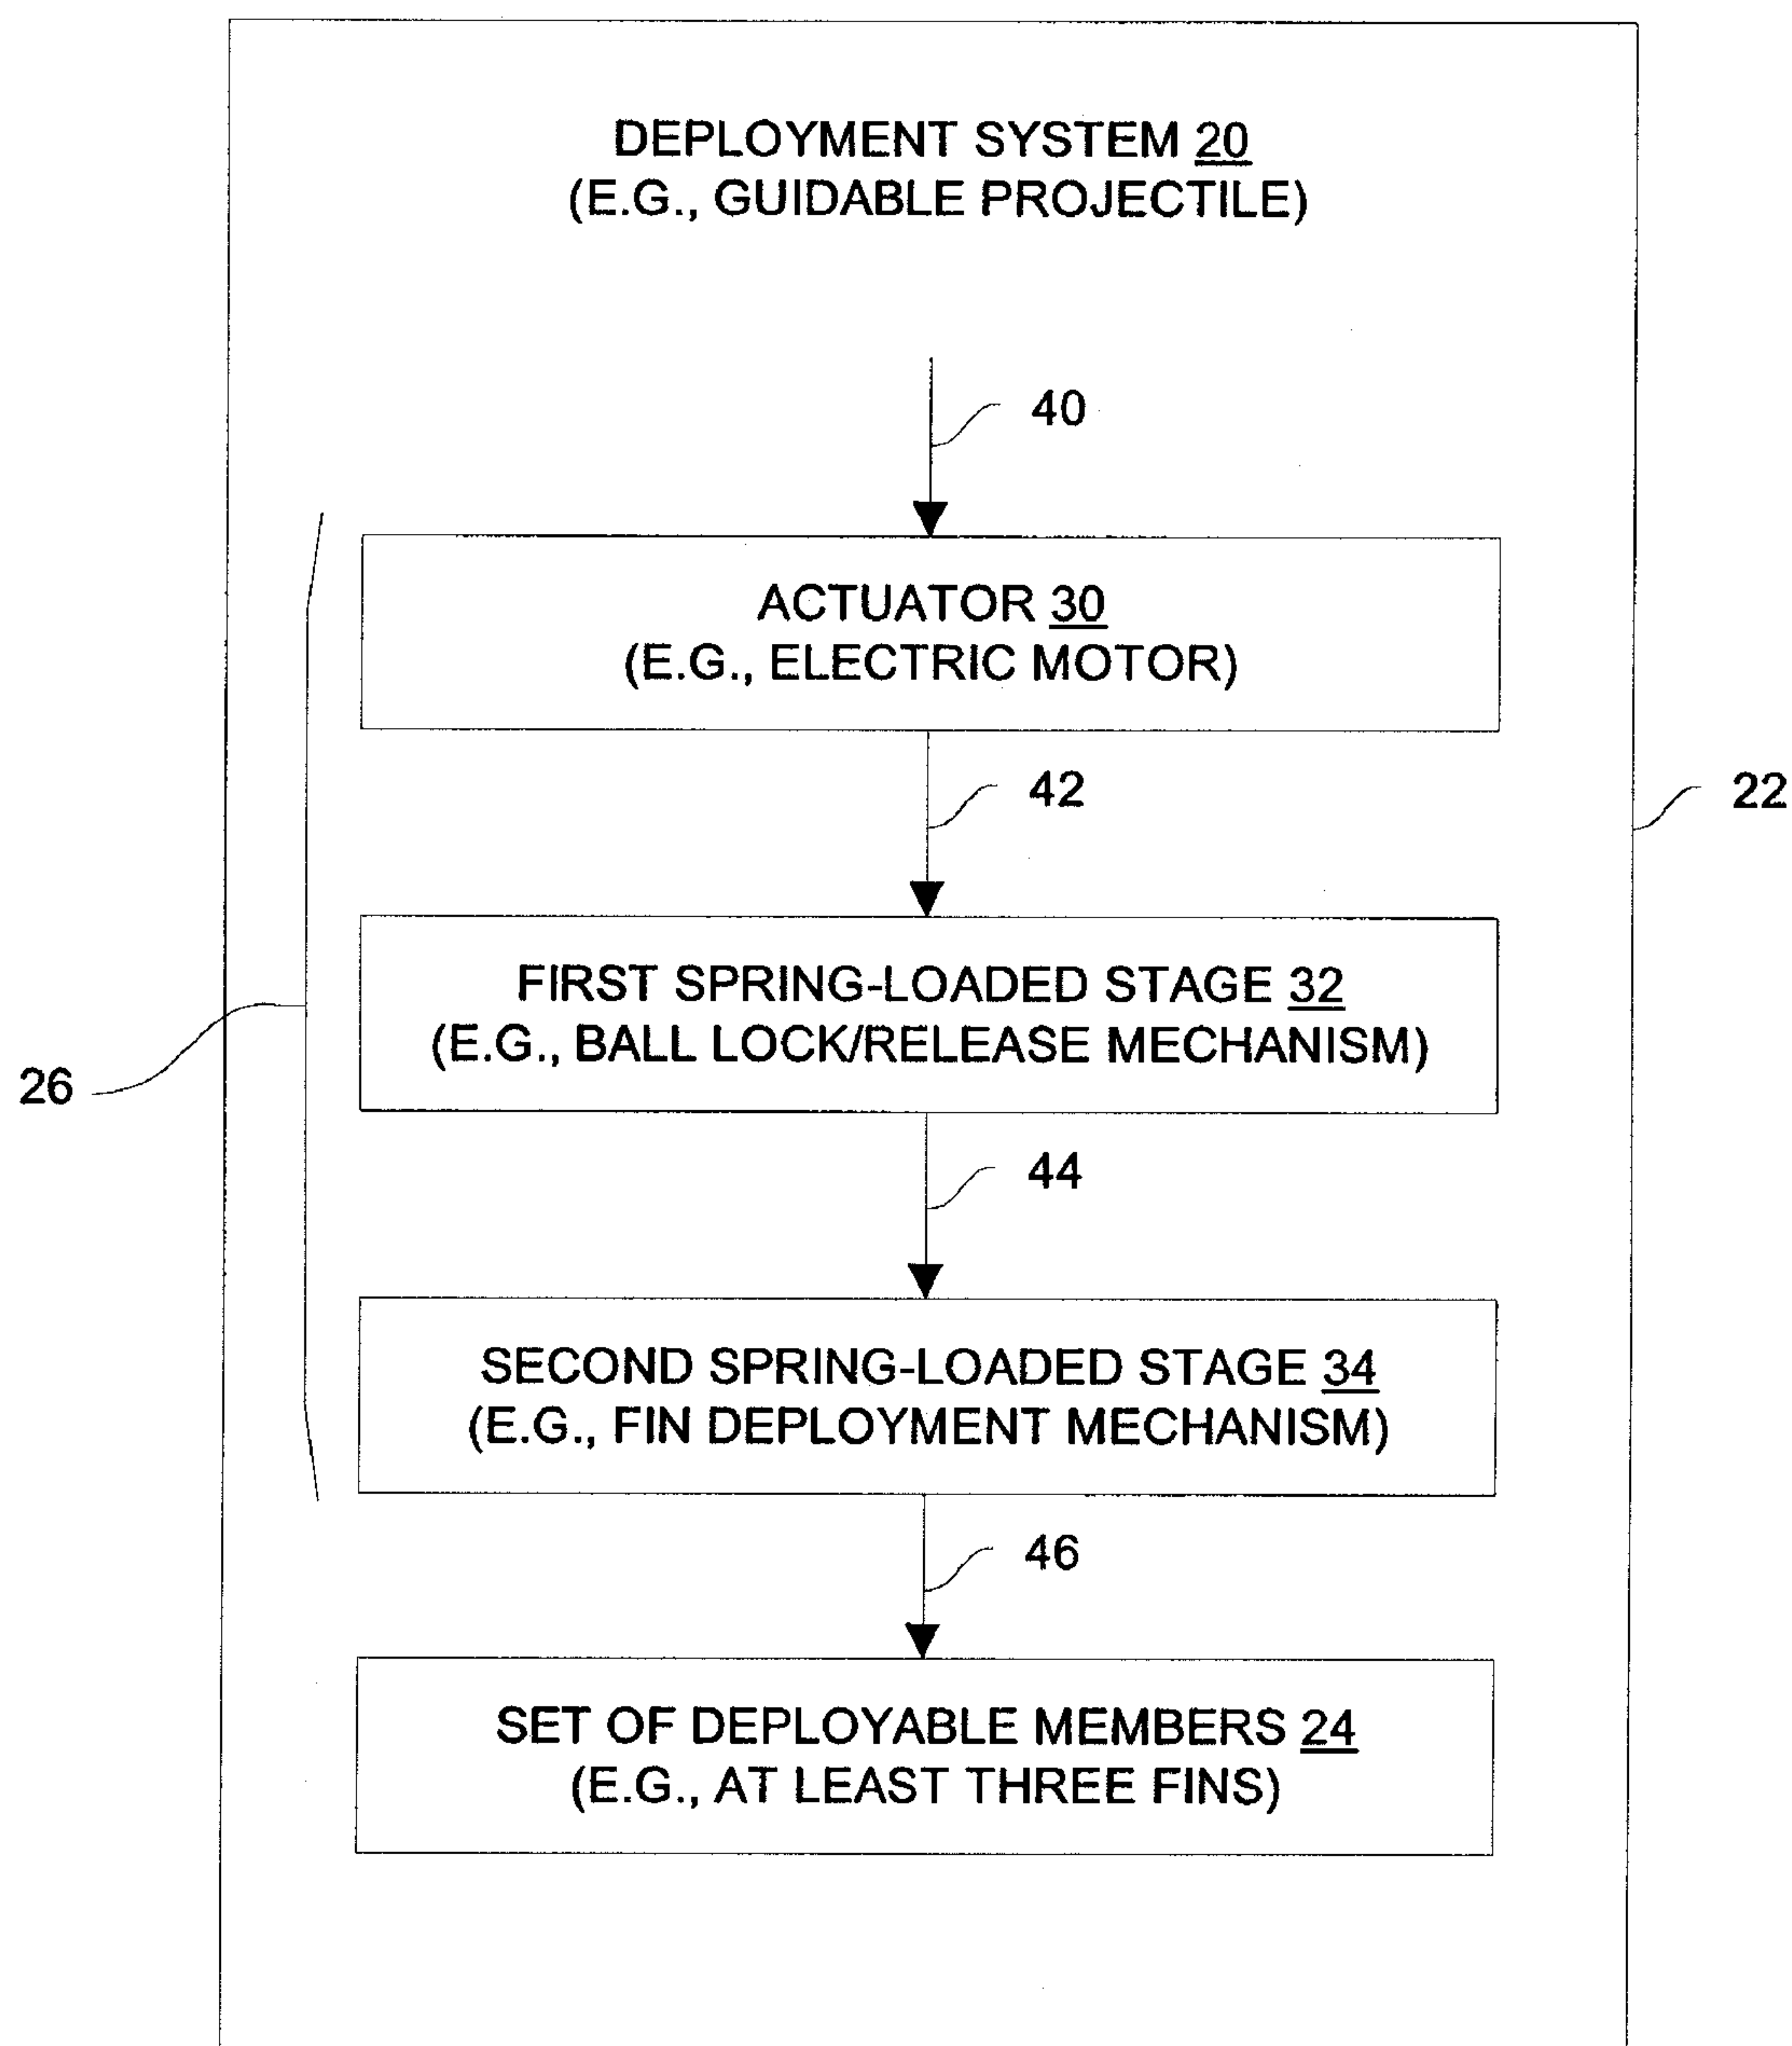 DEPLOYMENT SYSTEM 20
(E.G., GUIDABLE PROJECTILE)
40
ACTUATOR 30
(E.G., ELECTRIC MOTOR)
42
22
FIRST SPRING-LOADED STAGE 32
(E.G., BALL LOCK/RELEASE MECHANISM)
26
44
SECOND SPRING-LOADED STAGE 34
(E.G., FIN DEPLOYMENT MECHANISM)
46
SET OF DEPLOYABLE MEMBERS 24
(E.G., AT LEAST THREE FINS)